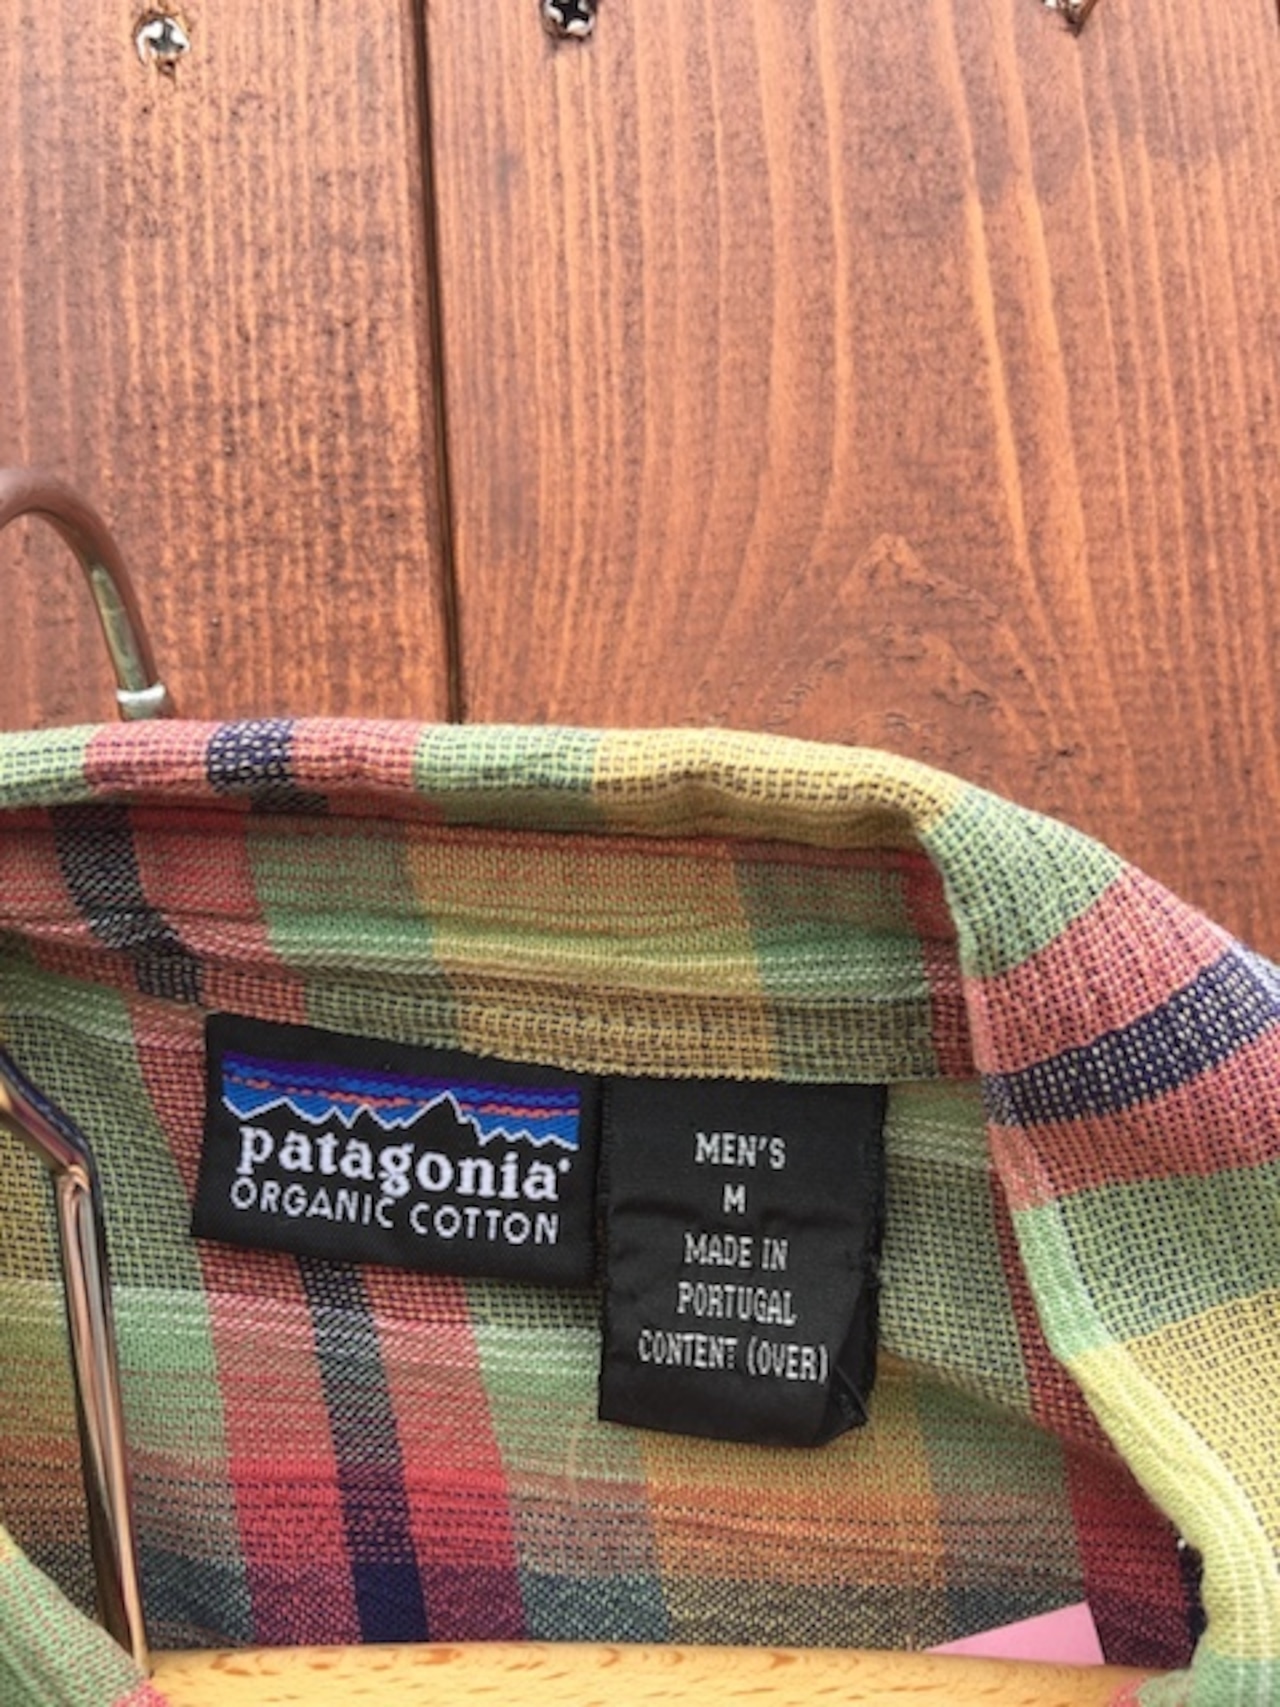 patagonia®
ORGANIC COTTON
MEN'S
M
MADE IN
PORTUGAL
CONTENT (OVER)